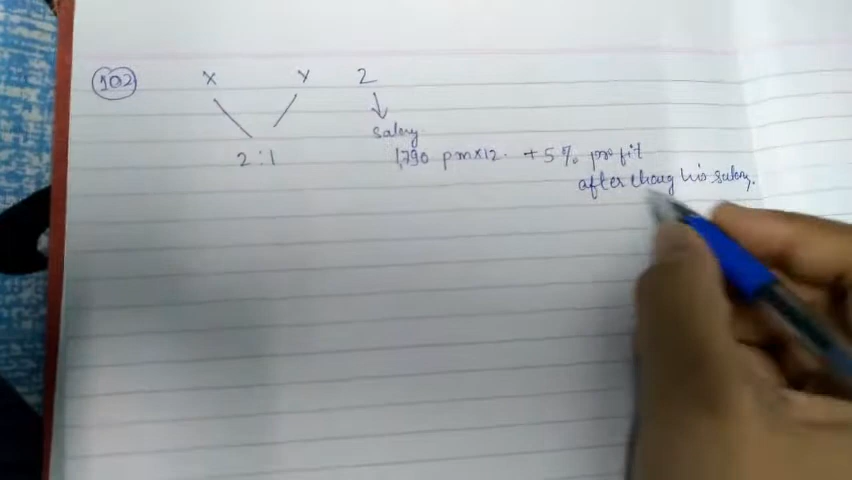 102 X Y Z
2:1 salary
1,790 pm×12. +5% profit
after charg his salary.